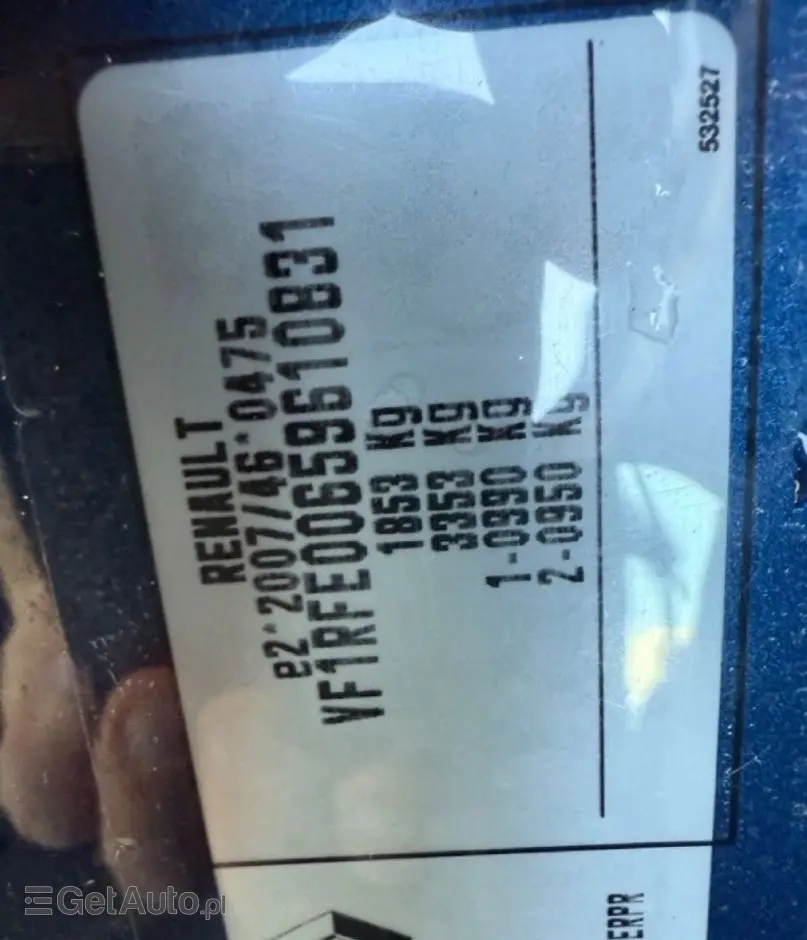 RENAULT
e2*2007/46*0475
VF1RFE00659610831
1853 Kg
3353 Kg
1-0990 Kg
2-0950 Kg
532527
ERPR
GetAuto.pl